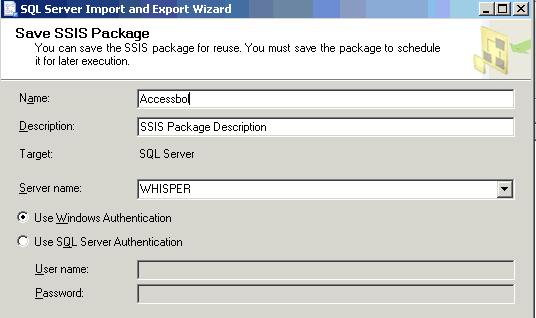 SQL Server Import and Export Wizard
Save SSIS Package
You can save the SSIS package for reuse. You must save the package to schedule
it for later execution.
Name: Accessbol
Description: SSIS Package Description
Target: SQL Server
Server name: WHISPER
Use Windows Authentication
Use SQL Server Authentication
User name:
Password: